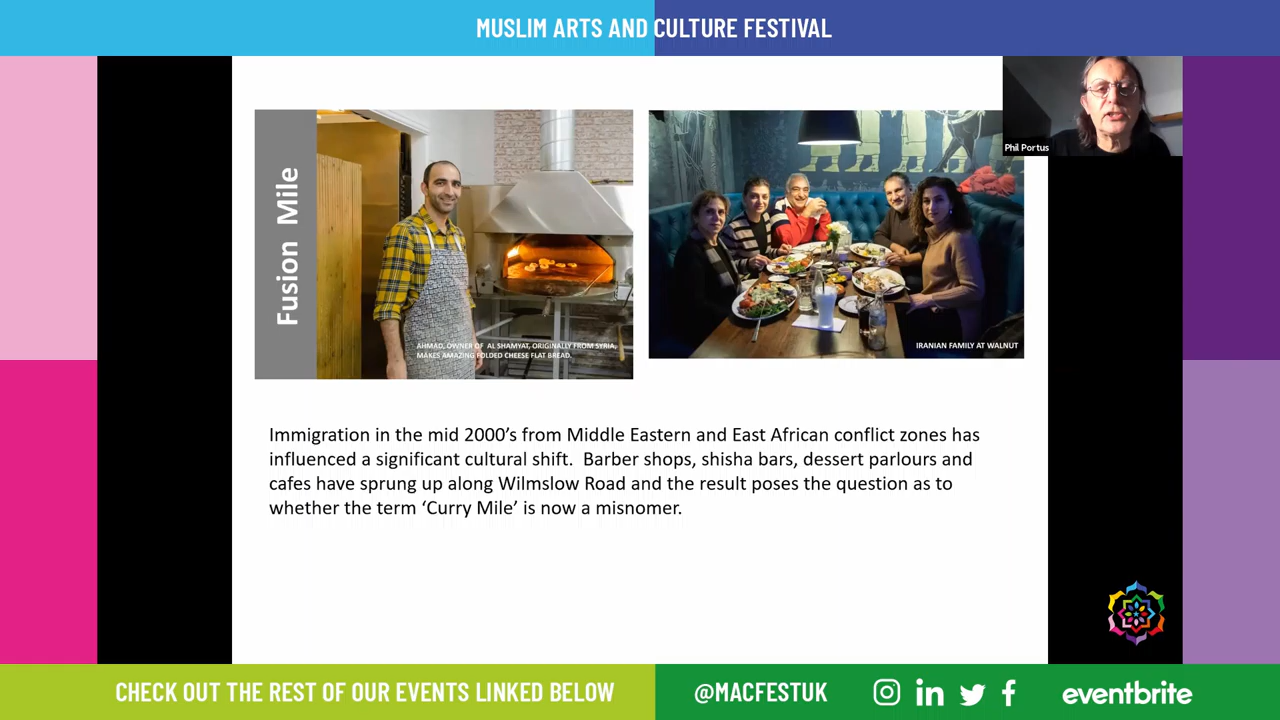 MUSLIM ARTS AND CULTURE FESTIVAL
Phil Portus
Fusion Mile
AHMAD, OWNER OF AL SHAMYAT, ORIGINALLY FROM SYRIA,
MAKES AMAZING FOLDED CHEESE FLAT BREAD.
IRANIAN FAMILY AT WALNUT
Immigration in the mid 2000's from Middle Eastern and East African conflict zones has
influenced a significant cultural shift.  Barber shops, shisha bars, dessert parlours and
cafes have sprung up along Wilmslow Road and the result poses the question as to
whether the term ‘Curry Mile’ is now a misnomer.
CHECK OUT THE REST OF OUR EVENTS LINKED BELOW
@MACFESTUK
eventbrite